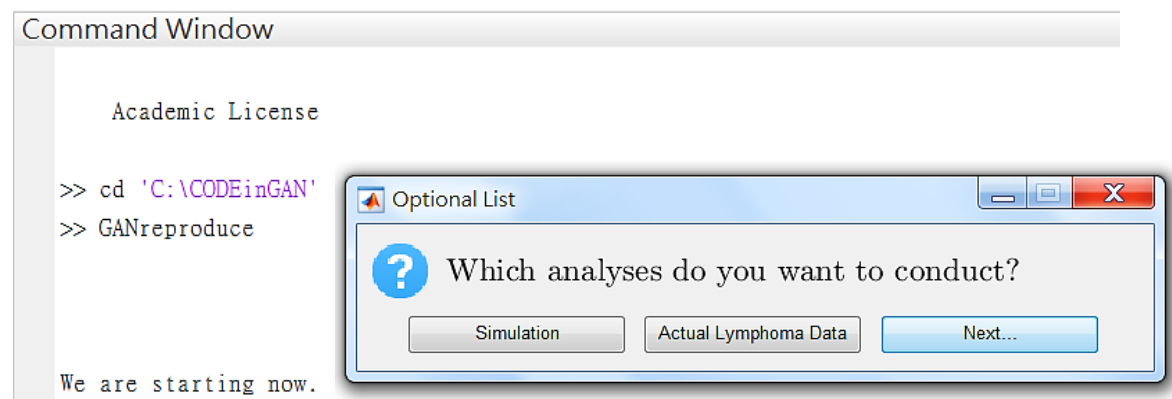 Command Window
Academic License
>> cd 'C:\CODEinGAN'
>> GANreproduce
We are starting now.
Optional List
Which analyses do you want to conduct?
Simulation
Actual Lymphoma Data
Next...